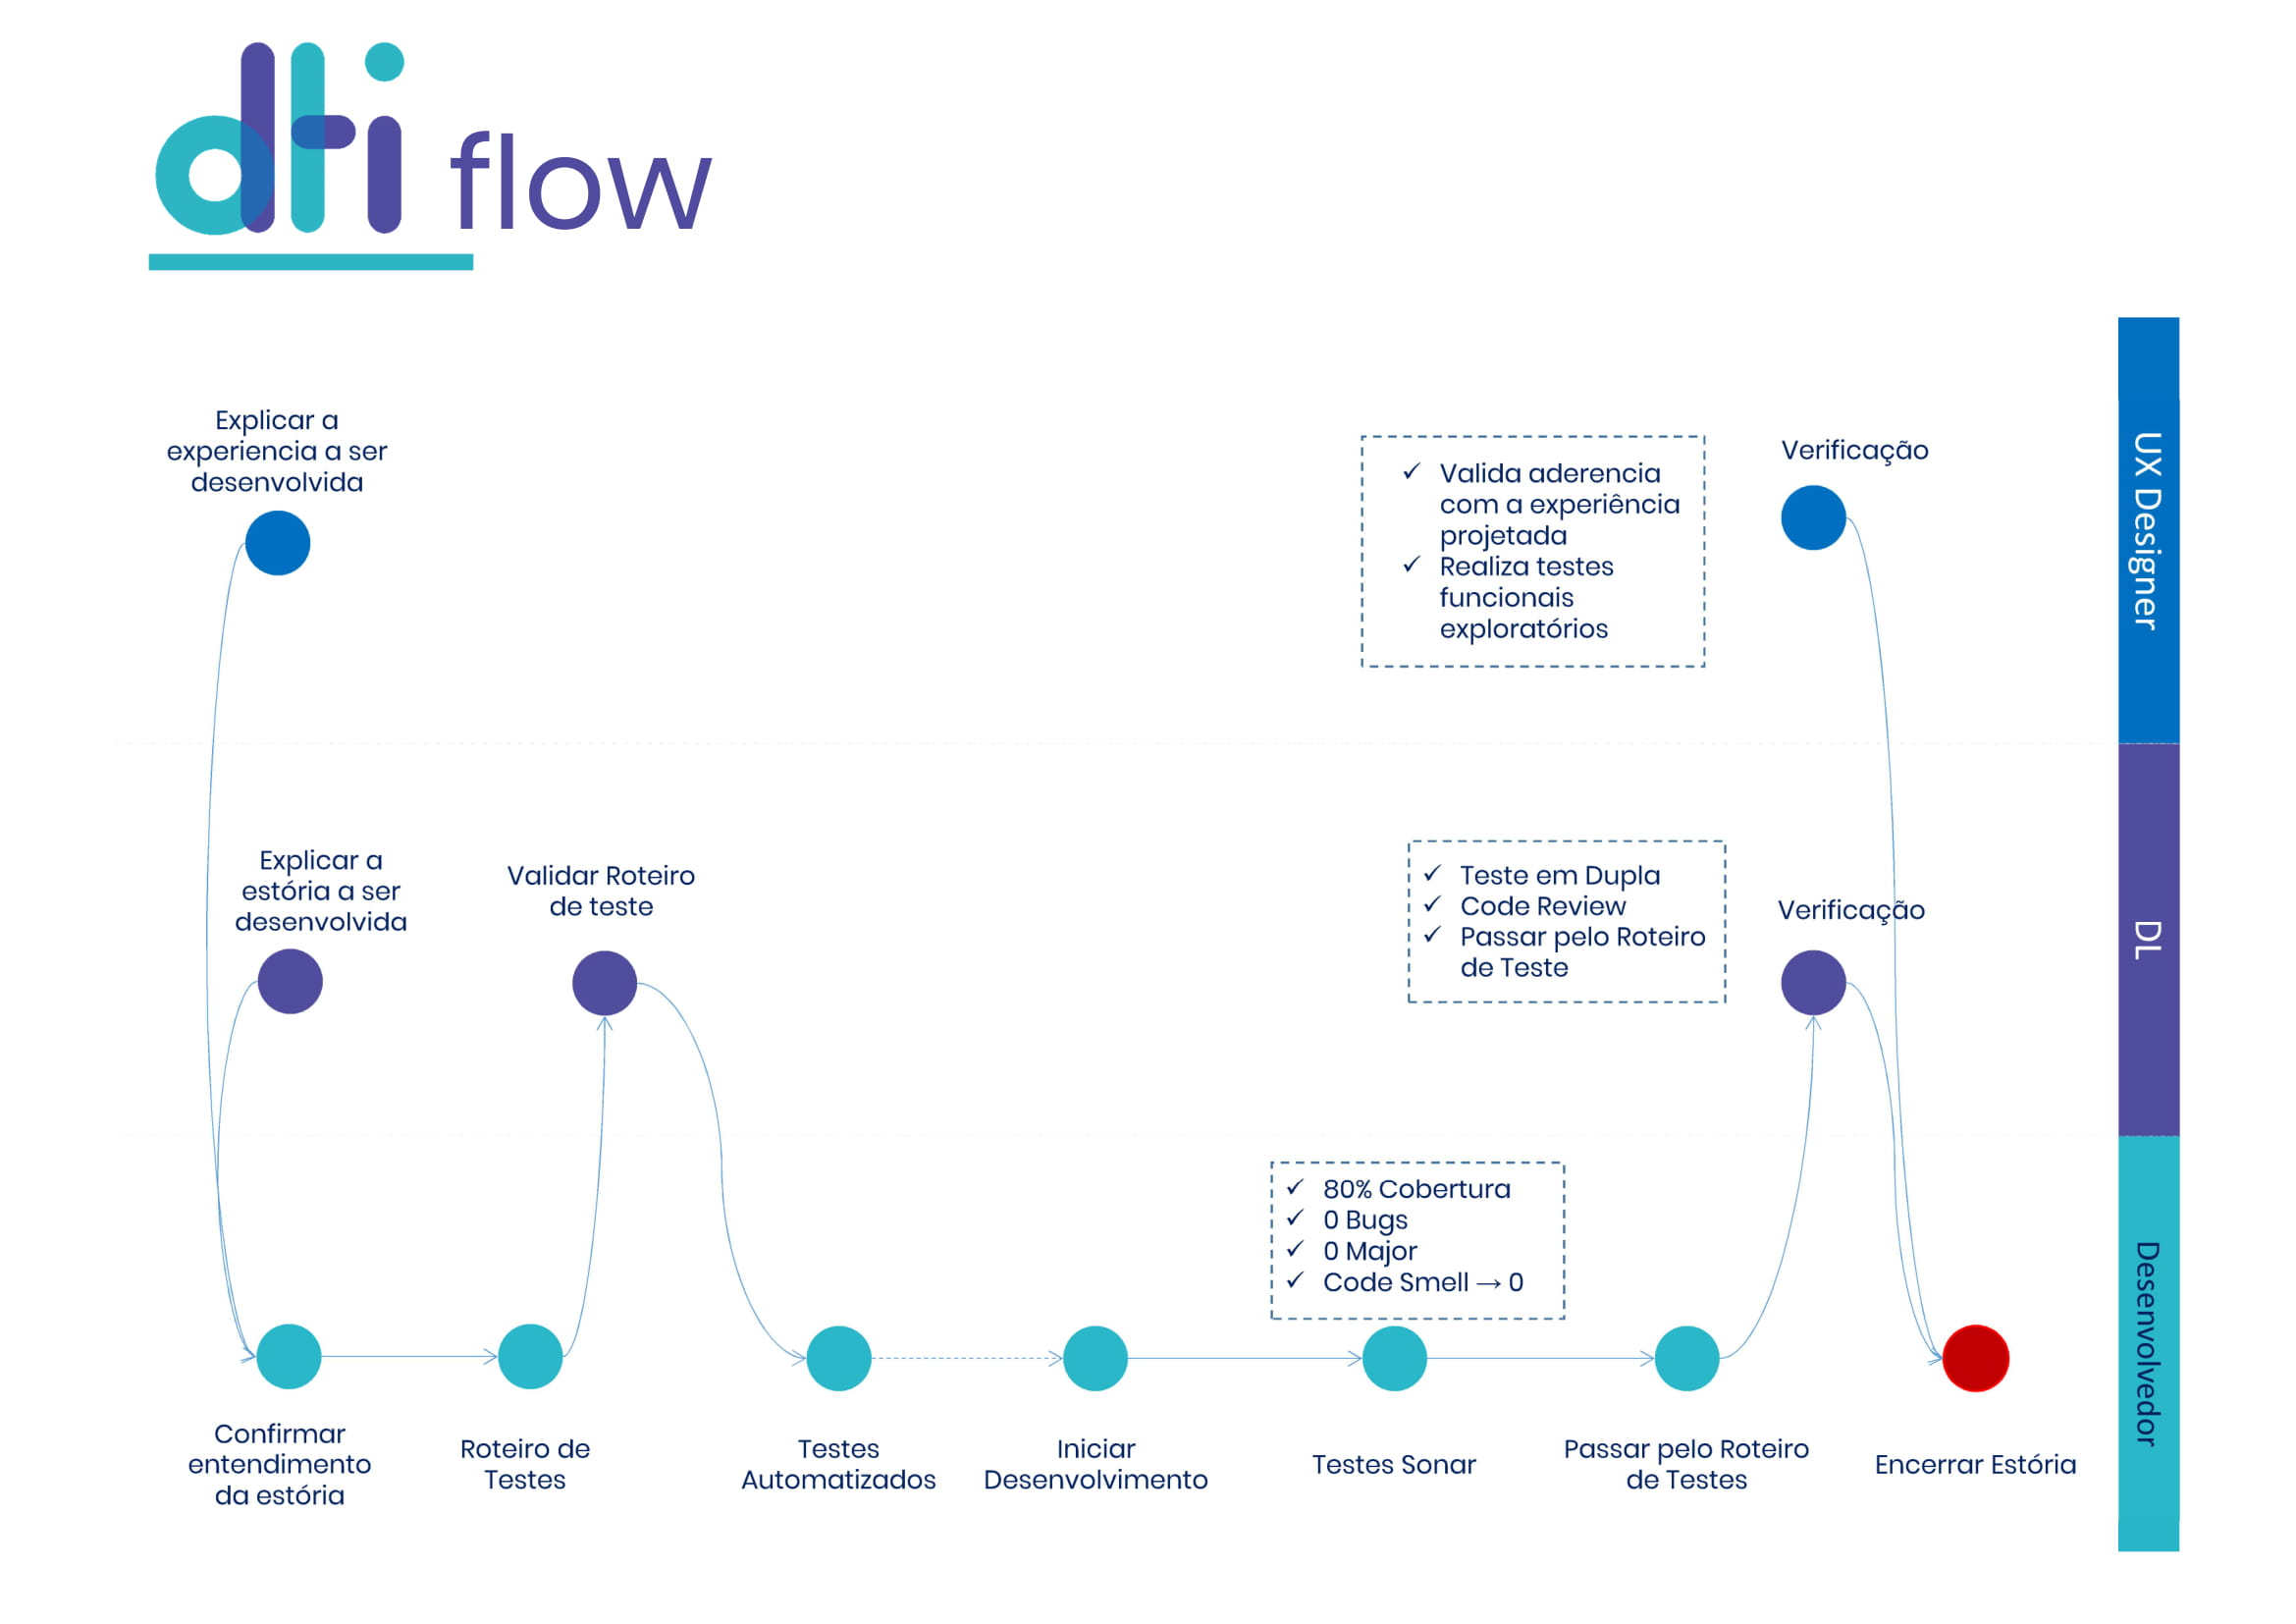 dti flow
Explicar a
experiencia a ser
desenvolvida
✓ Valida aderencia
com a experiência
projetada
✓ Realiza testes
funcionais
exploratórios
Verificação
UX Designer
Explicar a
estória a ser
desenvolvida
Validar Roteiro
de teste
✓ Teste em Dupla
✓ Code Review
✓ Passar pelo Roteiro
de Teste
Verificação
DL
✓ 80% Cobertura
✓ 0 Bugs
✓ 0 Major
✓ Code Smell → 0
Desenvolvedor
Confirmar
entendimento
da estória
Roteiro de
Testes
Testes
Automatizados
Iniciar
Desenvolvimento
Testes Sonar
Passar pelo Roteiro
de Testes
Encerrar Estória